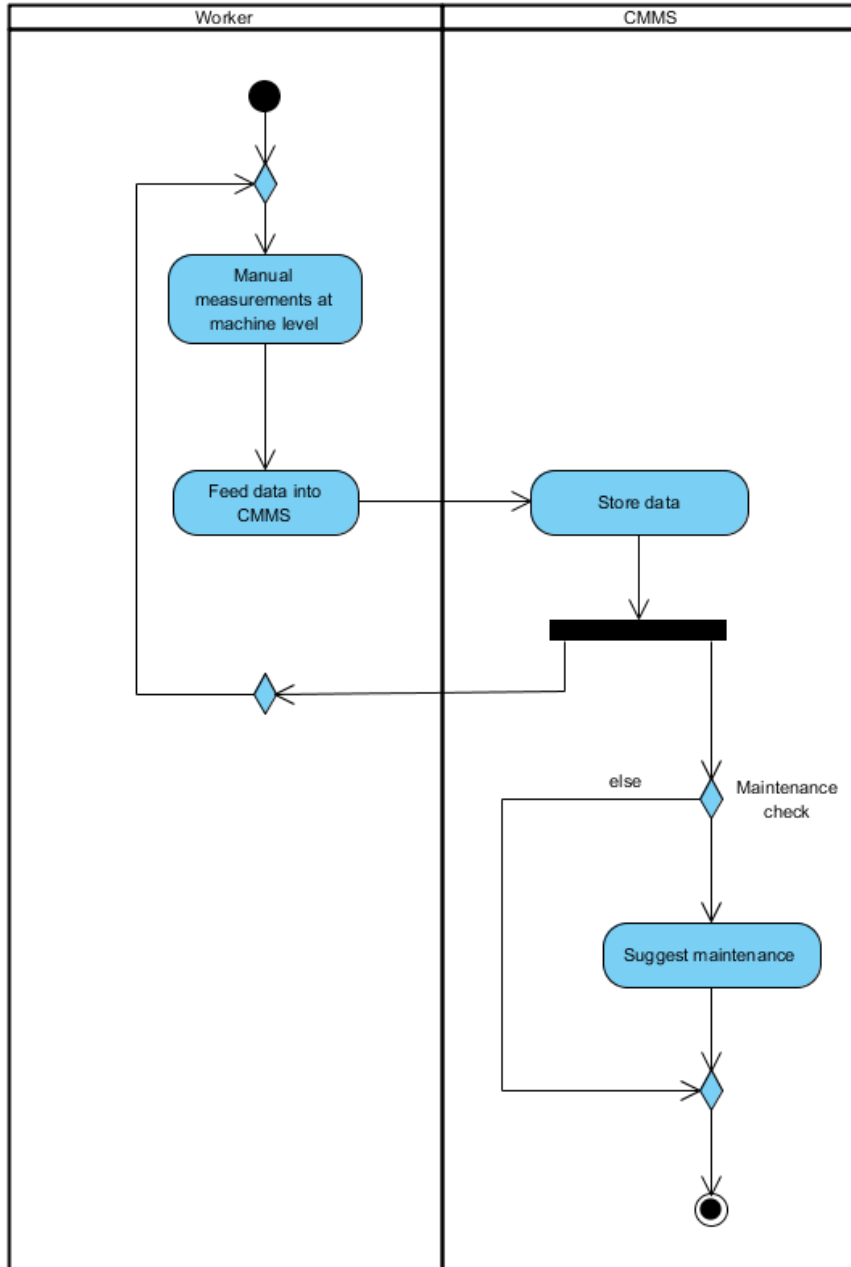 Worker
CMMS
Manual
measurements at
machine level
Feed data into
CMMS
Store data
else
Maintenance
check
Suggest maintenance